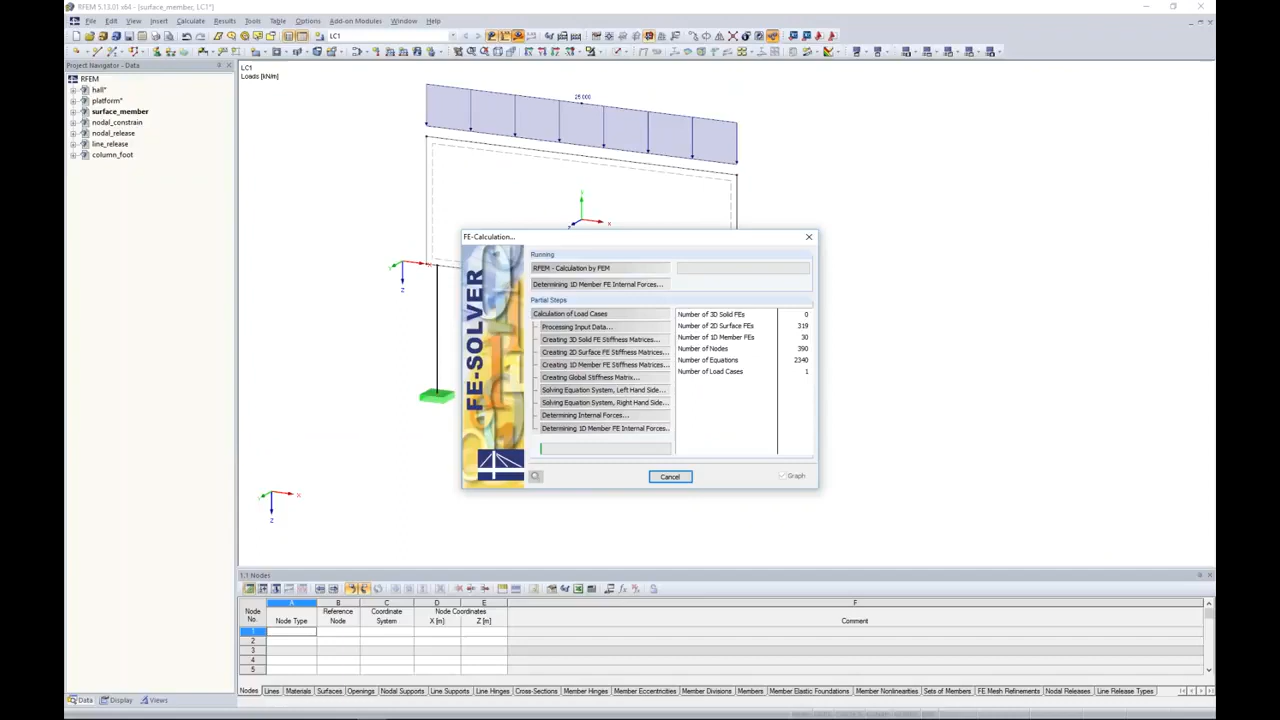 RFEM 5.13.01 x64 - [surface_member, LC1*]
File Edit View Insert Calculate Results Tools Table Options Add-on Modules Window Help
LC1
Project Navigator - Data
RFEM
hall*
platform*
surface_member
nodal_constrain
nodal_release
line_release
column_foot
Data Display Views
LC1
Loads [kN/m]
25.000
X
Z
FE-Calculation...
FE-SOLVER
Running
RFEM - Calculation by FEM
Determining 1D Member FE Internal Forces...
Partial Steps
Calculation of Load Cases
Processing Input Data...
Creating 3D Solid FE Stiffness Matrices...
Creating 2D Surface FE Stiffness Matrices...
Creating 1D Member FE Stiffness Matrices...
Creating Global Stiffness Matrix...
Solving Equation System, Left Hand Side...
Solving Equation System, Right Hand Side...
Determining Internal Forces...
Determining 1D Member FE Internal Forces...
Number of 3D Solid FEs 0
Number of 2D Surface FEs 319
Number of 1D Member FEs 30
Number of Nodes 390
Number of Equations 2340
Number of Load Cases 1
Cancel
Graph
X
Z
1.1 Nodes
A B C D E F
Node No. Node Type Reference Node Coordinate System Node Coordinates X [m] Z [m] Comment
1
2
3
4
5
Nodes Lines Materials Surfaces Openings Nodal Supports Line Supports Line Hinges Cross-Sections Member Hinges Member Eccentricities Member Divisions Members Member Elastic Foundations Member Nonlinearities Sets of Members FE Mesh Refinements Nodal Releases Line Release Types